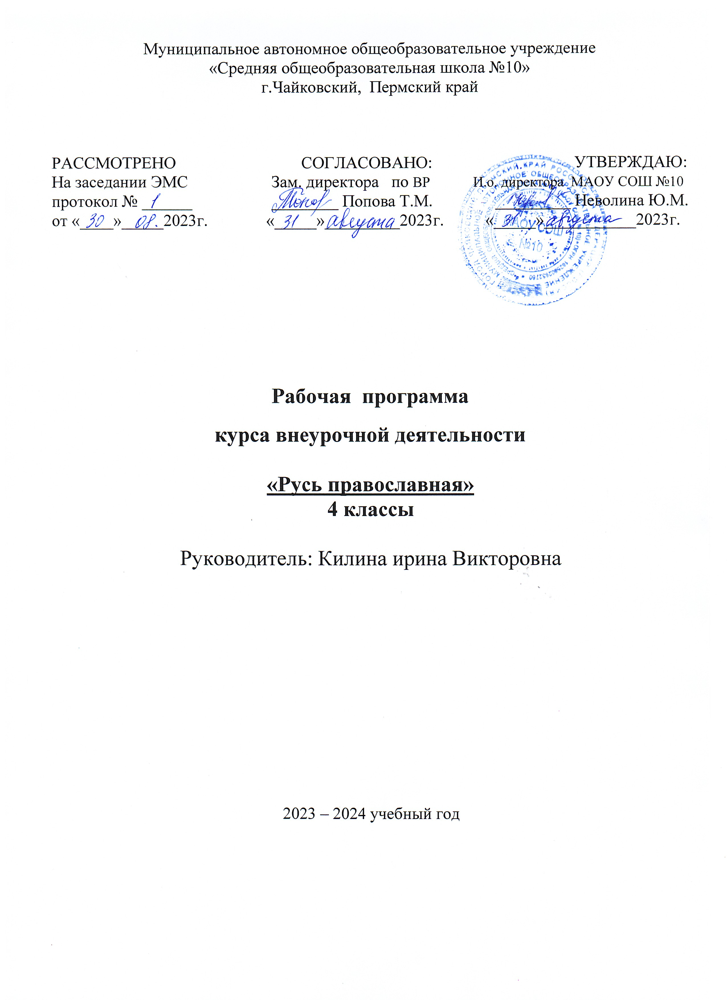 Муниципальное автономное общеобразовательное учреждение
«Средняя общеобразовательная школа №10»
г.Чайковский, Пермский край
РАССМОТРЕНО
На заседании ЭМС
протокол № 1
от «30» 08. 2023г.
СОГЛАСОВАНО:
Зам. директора по ВР
Попова Т.М.
«31» августа 2023г.
УТВЕРЖДАЮ:
И.о. директора МАОУ СОШ №10
Неволина Ю.М.
«31» августа 2023г.
МАОУ СОШ
№10
Рабочая программа
курса внеурочной деятельности
«Русь православная»
4 классы
Руководитель: Килина ирина Викторовна
2023 – 2024 учебный год